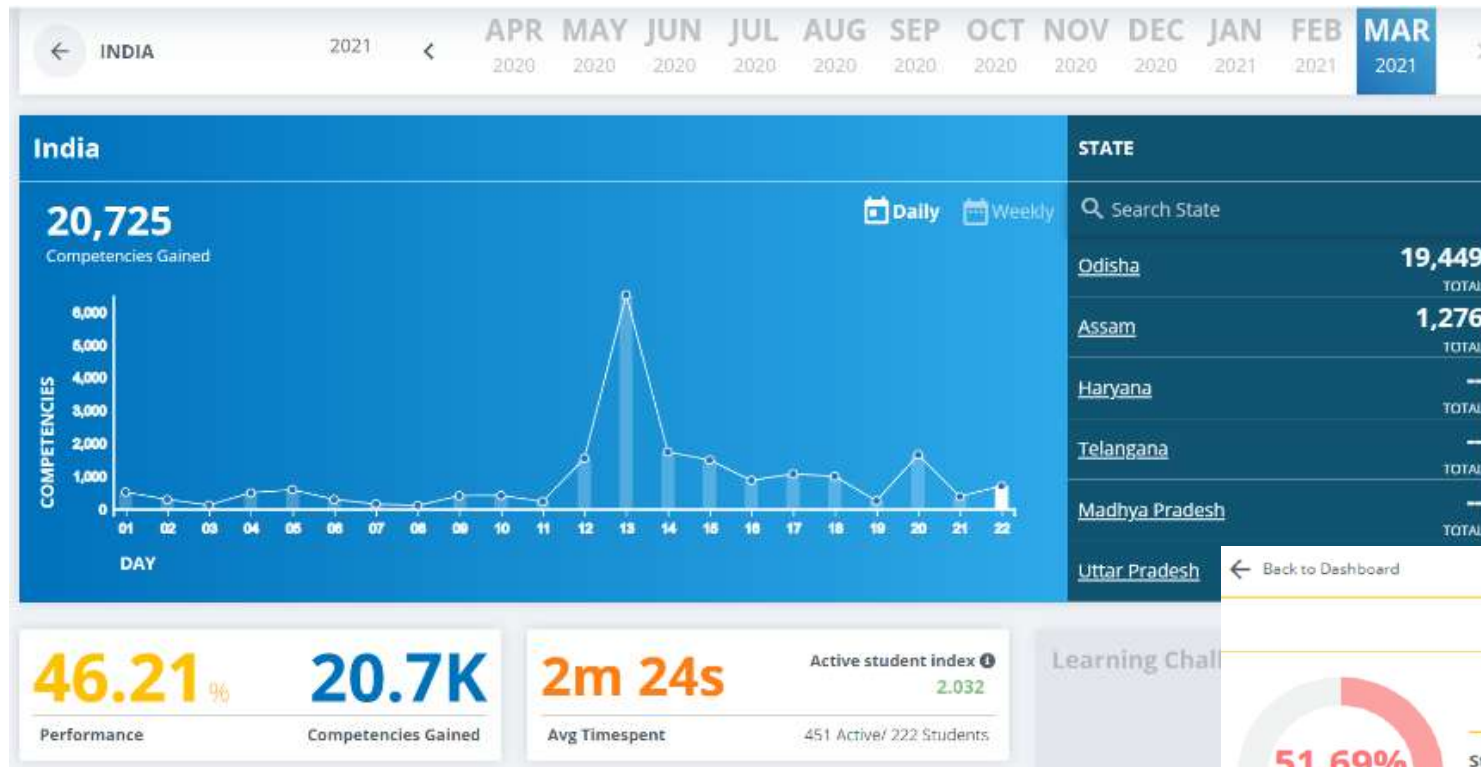 INDIA
2021
APR MAY JUN JUL AUG SEP OCT NOV DEC JAN FEB MAR
2020 2020 2020 2020 2020 2020 2020 2020 2020 2021 2021 2021
India
20,725
Competencies Gained
Daily Weekly
COMPETENCIES
6,000
5,000
4,000
3,000
2,000
1,000
0
01 02 03 04 05 06 07 08 09 10 11 12 13 14 15 16 17 18 19 20 21 22
DAY
STATE
Search State
Odisha 19,449
TOTAL
Assam 1,276
TOTAL
Haryana --
TOTAL
Telangana --
TOTAL
Madhya Pradesh --
TOTAL
Uttar Pradesh
Back to Dashboard
46.21 %
Performance
20.7K
Competencies Gained
2m 24s
Avg Timespent
Active student index
2.032
451 Active/ 222 Students
Learning Chall
51.69%